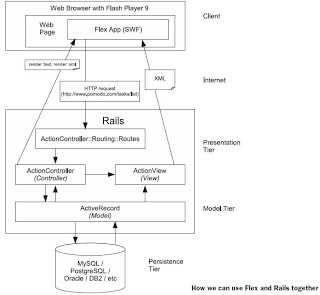 Web Browser with Flash Player 9
Client
Web
Page
Flex App (SWF)
render :text, render :xml
XML
Internet
HTTP request
(http://www.pomodo.com/tasks/list)
Rails
ActionController::Routing::Routes
Presentation
Tier
ActionController
(Controller)
ActionView
(View)
ActiveRecord
(Model)
Model Tier
MySQL /
PostgreSQL /
Oracle / DB2 / etc
Persistence
Tier
How we can use Flex and Rails together